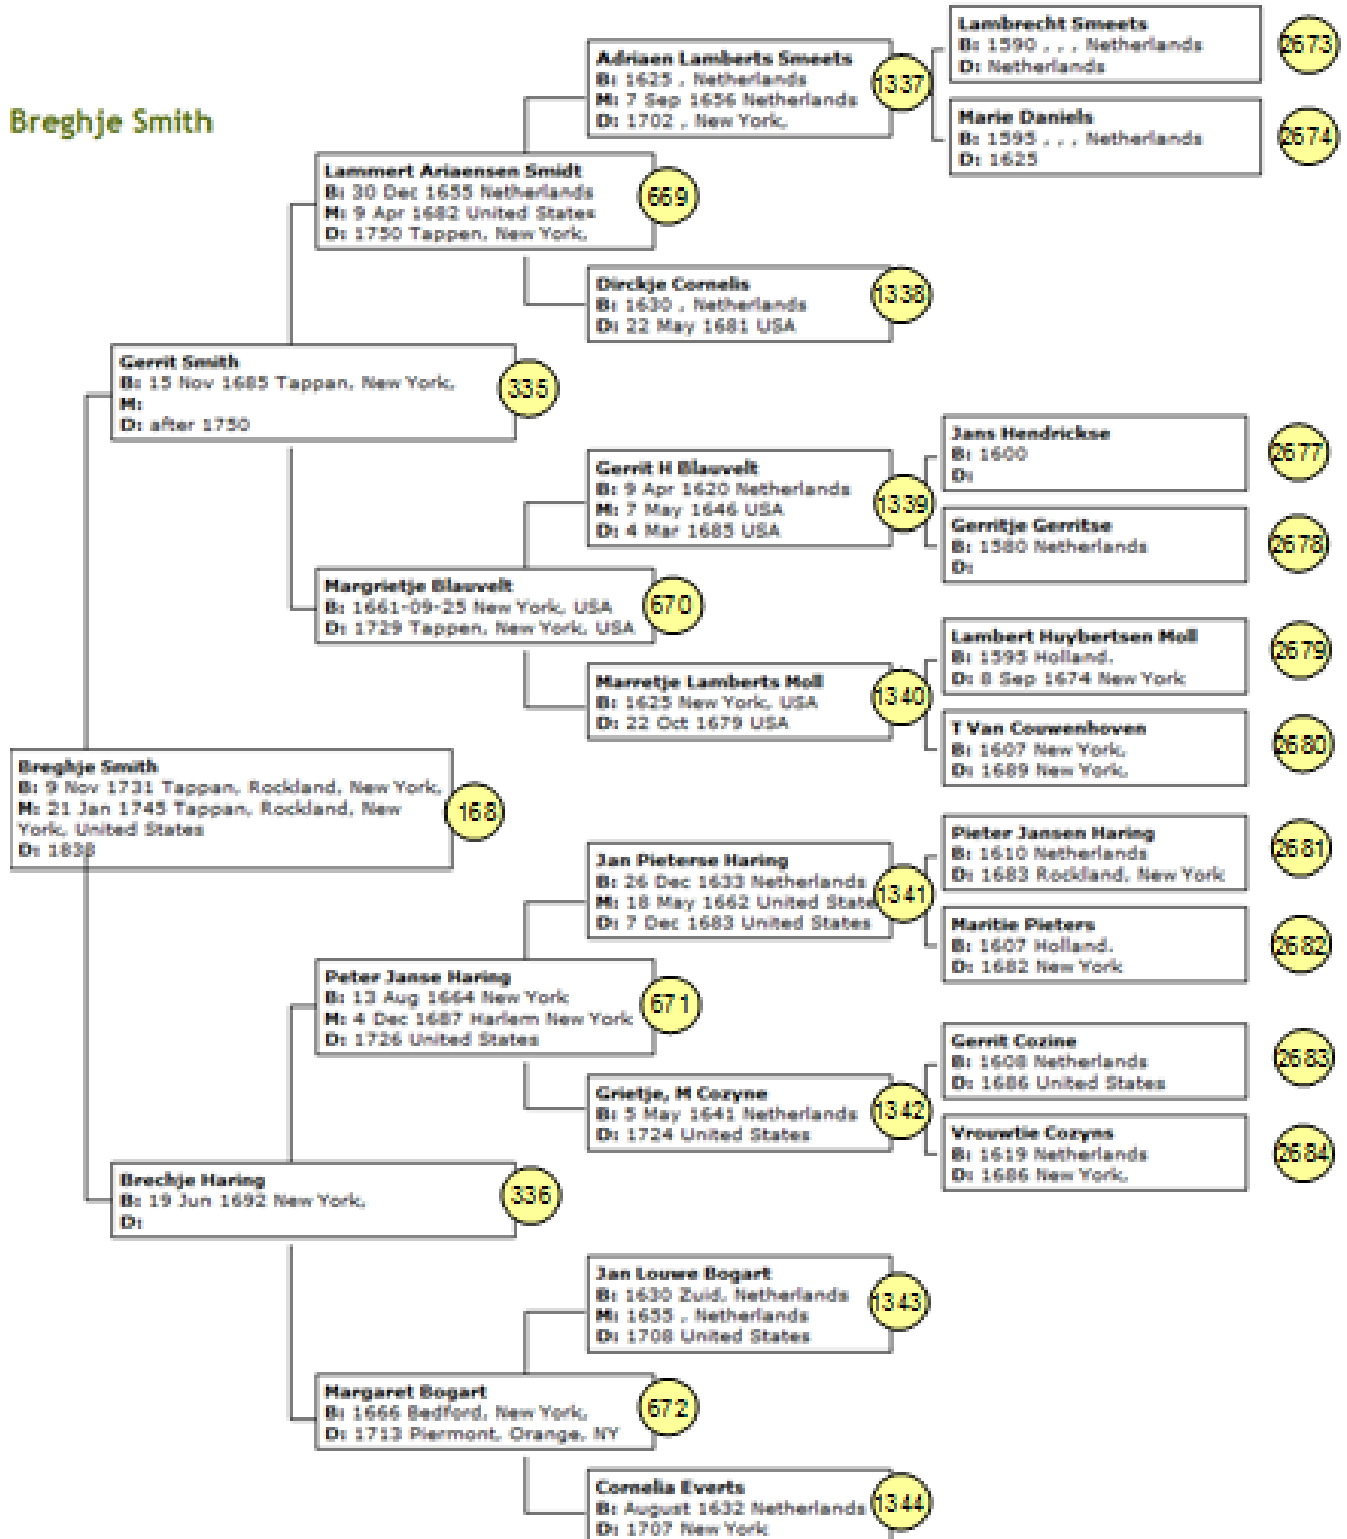 Breghje Smith
Lambrecht Smeets
B: 1590 , , , Netherlands
D: Netherlands
2673
Adriaen Lamberts Smeets
B: 1625 , Netherlands
M: 7 Sep 1656 Netherlands
D: 1702 , New York,
1337
Marie Daniels
B: 1595 , , , Netherlands
D: 1625
2674
Lammert Ariaensen Smidt
B: 30 Dec 1655 Netherlands
M: 9 Apr 1682 United States
D: 1750 Tappen, New York,
669
Dirckje Cornelis
B: 1630 , Netherlands
D: 22 May 1681 USA
1338
Gerrit Smith
B: 15 Nov 1685 Tappan, New York,
M:
D: after 1750
335
Jans Hendrickse
B: 1600
D:
2677
Gerrit H Blauvelt
B: 9 Apr 1620 Netherlands
M: 7 May 1646 USA
D: 4 Mar 1685 USA
1339
Gerritje Gerritse
B: 1580 Netherlands
D:
2678
Margrietje Blauvelt
B: 1661-09-25 New York, USA
D: 1729 Tappen, New York, USA
670
Lambert Huybertsen Moll
B: 1595 Holland.
D: 8 Sep 1674 New York
2679
Marretje Lamberts Moll
B: 1625 New York, USA
D: 22 Oct 1679 USA
1340
T Van Couwenhoven
B: 1607 New York,
D: 1689 New York,
2680
Breghje Smith
B: 9 Nov 1731 Tappan, Rockland, New York,
M: 21 Jan 1745 Tappan, Rockland, New
York, United States
D: 1838
168
Pieter Jansen Haring
B: 1610 Netherlands
D: 1683 Rockland, New York
2681
Jan Pieterse Haring
B: 26 Dec 1633 Netherlands
M: 18 May 1662 United State
D: 7 Dec 1683 United States
1341
Maritie Pieters
B: 1607 Holland.
D: 1682 New York
2682
Peter Janse Haring
B: 13 Aug 1664 New York
M: 4 Dec 1687 Harlem New York
D: 1726 United States
671
Gerrit Cozine
B: 1608 Netherlands
D: 1686 United States
2683
Grietje, M Cozyne
B: 5 May 1641 Netherlands
D: 1724 United States
1342
Vrouwtie Cozyns
B: 1619 Netherlands
D: 1686 New York,
2684
Brechje Haring
B: 19 Jun 1692 New York,
D:
336
Jan Louwe Bogart
B: 1630 Zuid, Netherlands
M: 1655 , Netherlands
D: 1708 United States
1343
Margaret Bogart
B: 1666 Bedford, New York,
D: 1713 Piermont, Orange, NY
672
Cornelia Everts
B: August 1632 Netherlands
D: 1707 New York
1344